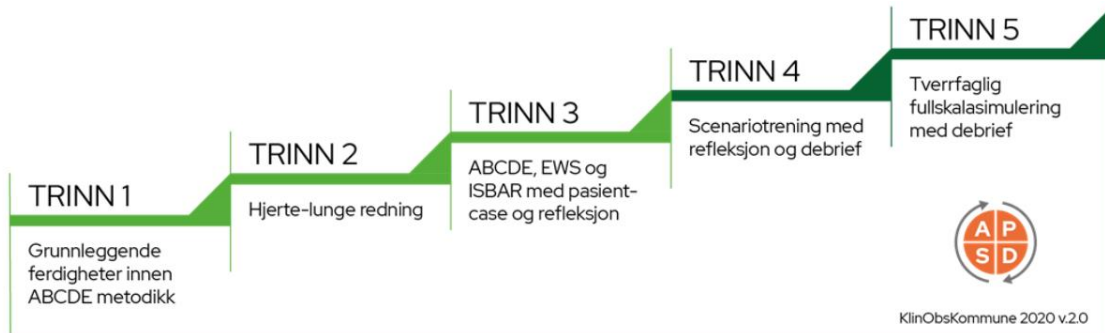 TRINN 1
Grunnleggende
ferdigheter innen
ABCDE metodikk
TRINN 2
Hjerte-lunge redning
TRINN 3
ABCDE, EWS og
ISBAR med pasient-
case og refleksjon
TRINN 4
Scenariotrening med
refleksjon og debrief
TRINN 5
Tverrfaglig
fullskalasimulering
med debrief
A P
S D
KlinObsKommune 2020 v.2.0